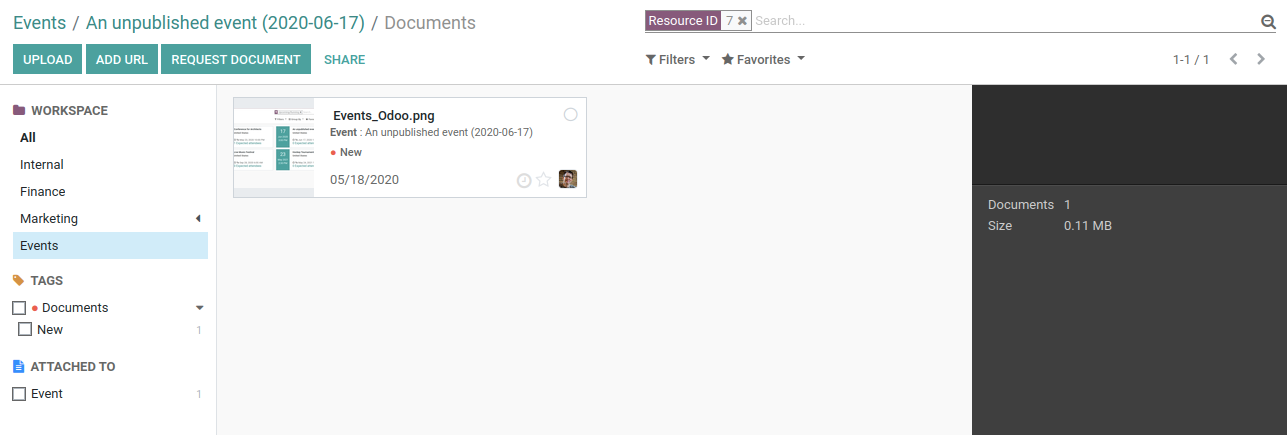 Events / An unpublished event (2020-06-17) / Documents
Resource ID 7 Search...
UPLOAD ADD URL REQUEST DOCUMENT SHARE
Filters Favorites 1-1 / 1
WORKSPACE
All
Internal
Finance
Marketing
Events
TAGS
Documents
New 1
ATTACHED TO
Event 1
Events_Odoo.png
Event : An unpublished event (2020-06-17)
New
05/18/2020
Documents 1
Size 0.11 MB